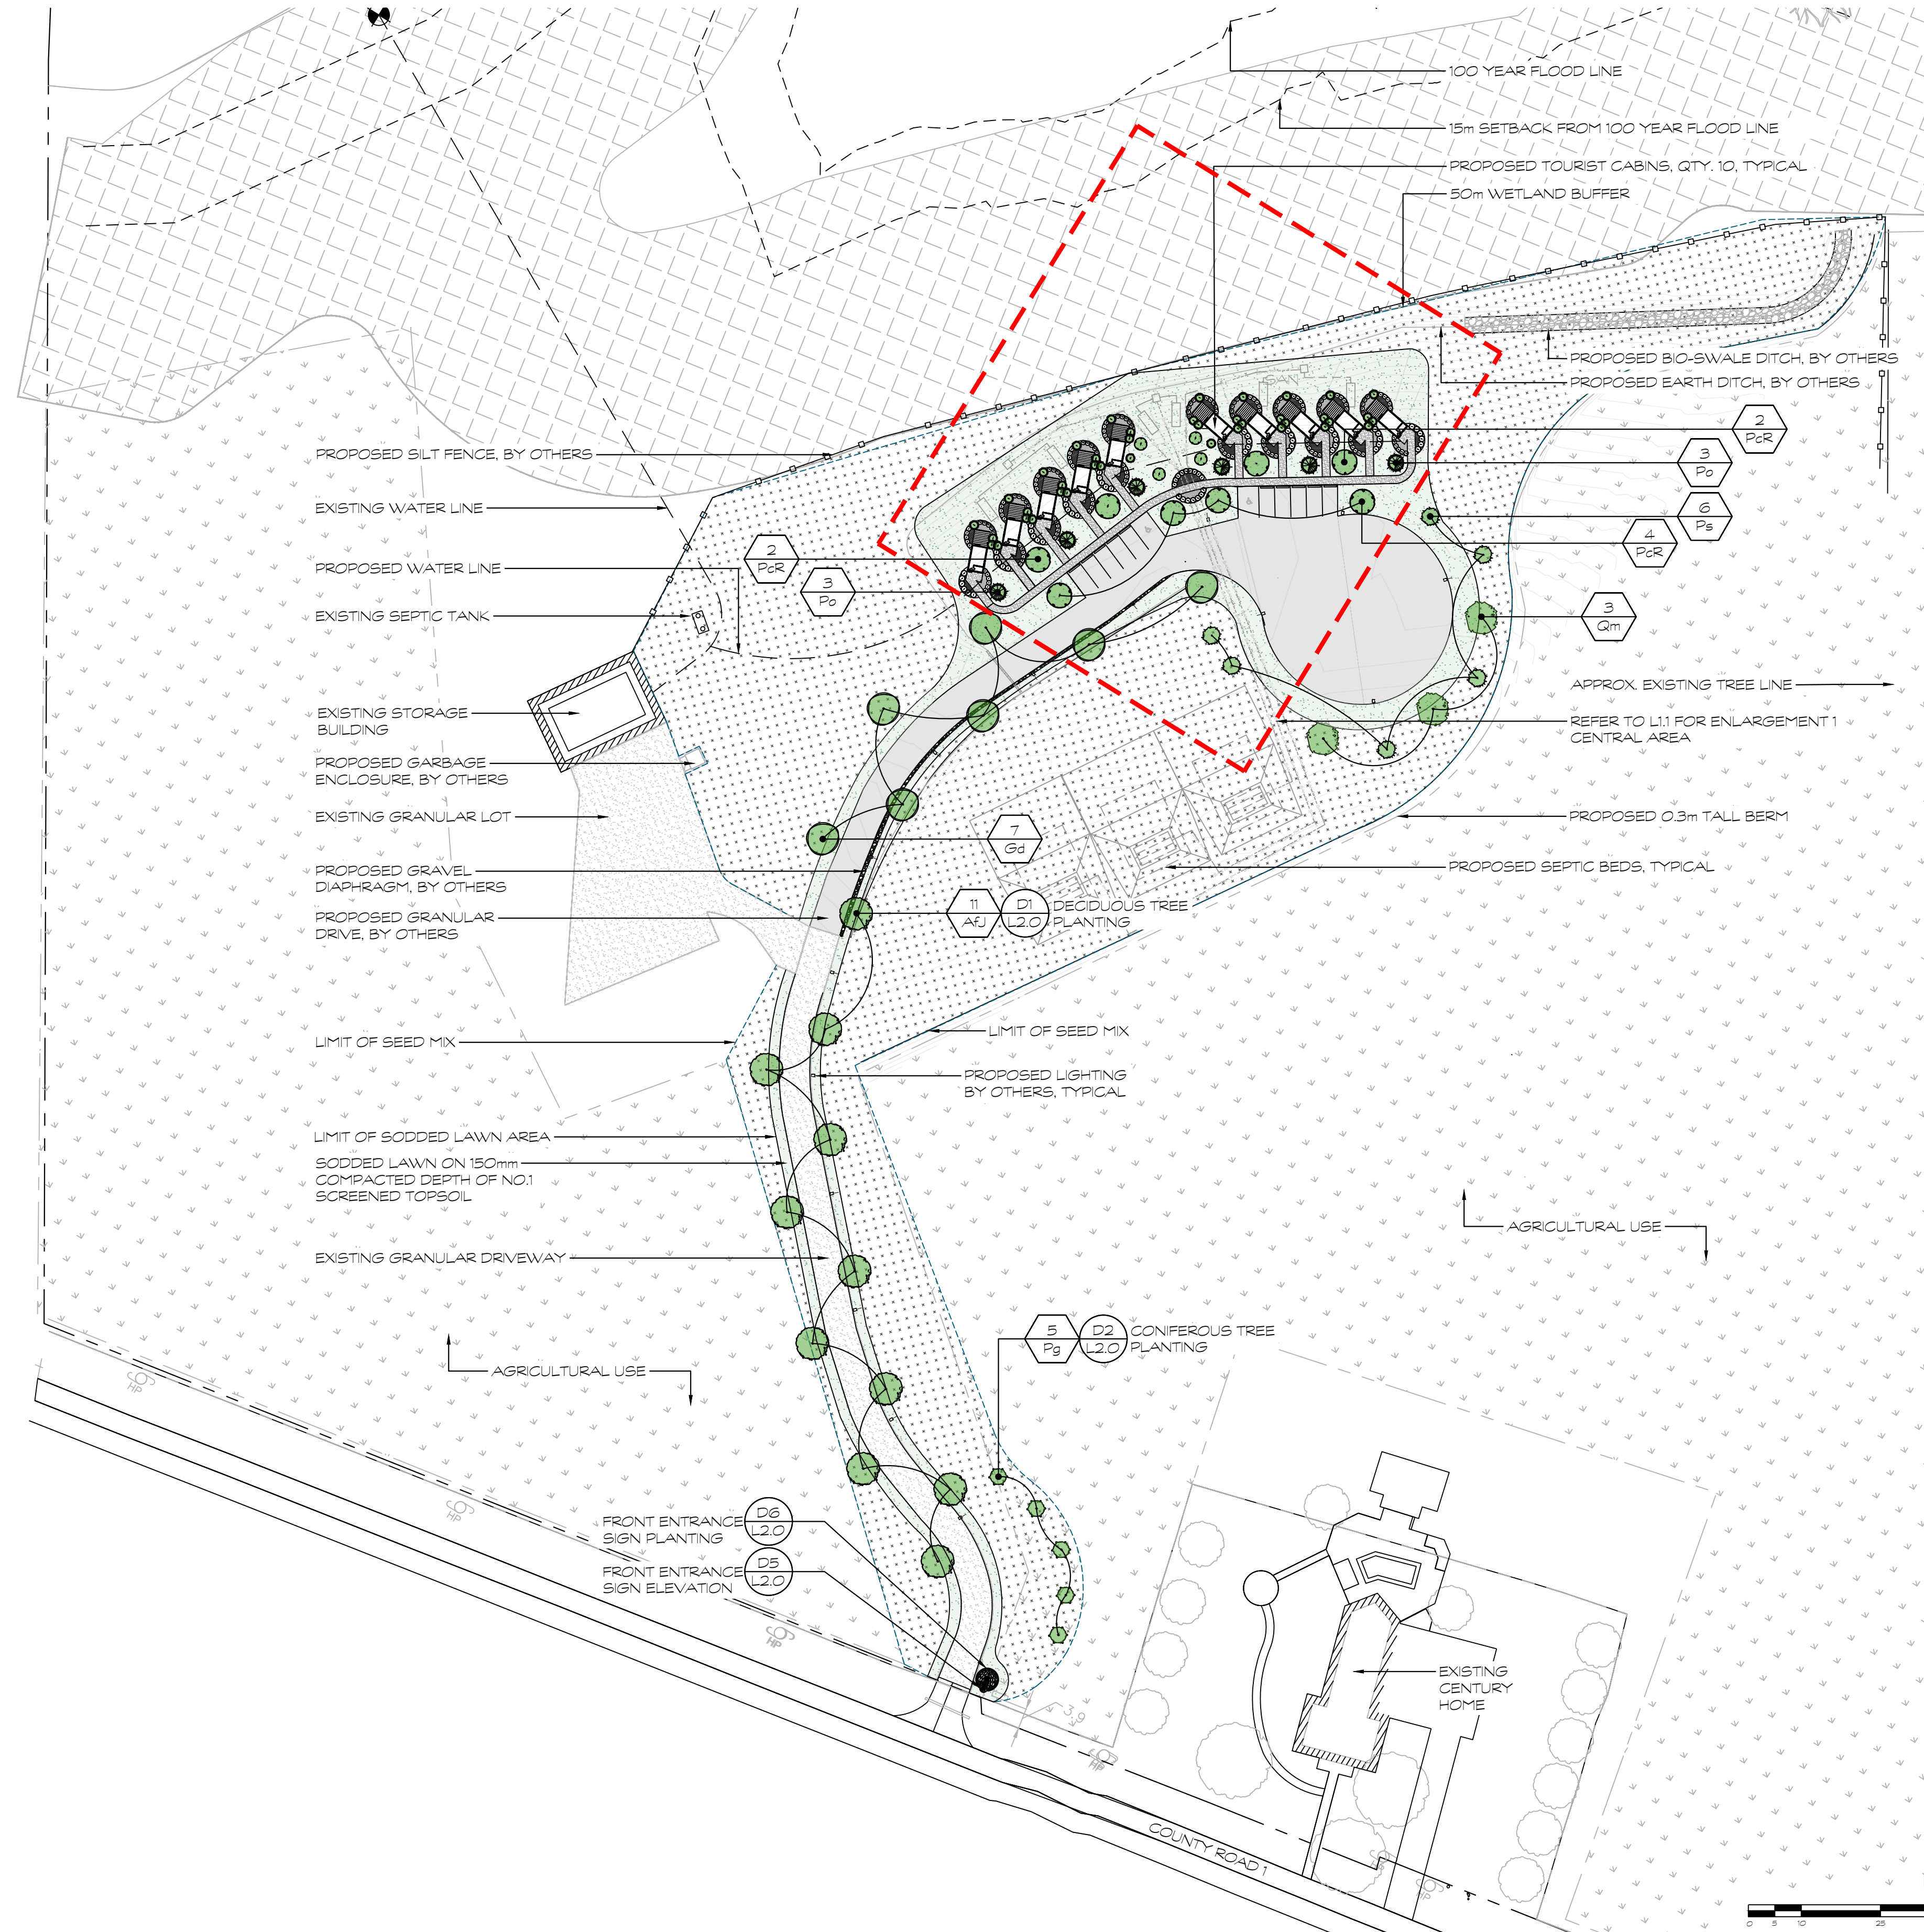 100 YEAR FLOOD LINE
15m SETBACK FROM 100 YEAR FLOOD LINE
PROPOSED TOURIST CABINS, QTY. 10, TYPICAL
50m WETLAND BUFFER
PROPOSED BIO-SWALE DITCH, BY OTHERS
PROPOSED EARTH DITCH, BY OTHERS
2
PcR
3
Po
6
Ps
4
PcR
3
Qm
APPROX. EXISTING TREE LINE
REFER TO L1.1 FOR ENLARGEMENT 1
CENTRAL AREA
PROPOSED 0.3m TALL BERM
PROPOSED SEPTIC BEDS, TYPICAL
PROPOSED SILT FENCE, BY OTHERS
EXISTING WATER LINE
PROPOSED WATER LINE
2
PcR
3
Po
EXISTING SEPTIC TANK
EXISTING STORAGE
BUILDING
PROPOSED GARBAGE
ENCLOSURE, BY OTHERS
EXISTING GRANULAR LOT
PROPOSED GRAVEL
DIAPHRAGM, BY OTHERS
PROPOSED GRANULAR
DRIVE, BY OTHERS
7
Gd
11
AfJ
D1
L2.0
DECIDUOUS TREE
PLANTING
LIMIT OF SEED MIX
LIMIT OF SEED MIX
PROPOSED LIGHTING
BY OTHERS, TYPICAL
LIMIT OF SODDED LAWN AREA
SODDED LAWN ON 150mm
COMPACTED DEPTH OF NO.1
SCREENED TOPSOIL
EXISTING GRANULAR DRIVEWAY
AGRICULTURAL USE
AGRICULTURAL USE
5
Pg
D2
L2.0
CONIFEROUS TREE
PLANTING
HP
HP
FRONT ENTRANCE
SIGN PLANTING
D6
L2.0
FRONT ENTRANCE
SIGN ELEVATION
D5
L2.0
HP
3.9
HP
EXISTING
CENTURY
HOME
COUNTY ROAD 1
HP
HP
0 5 10 25